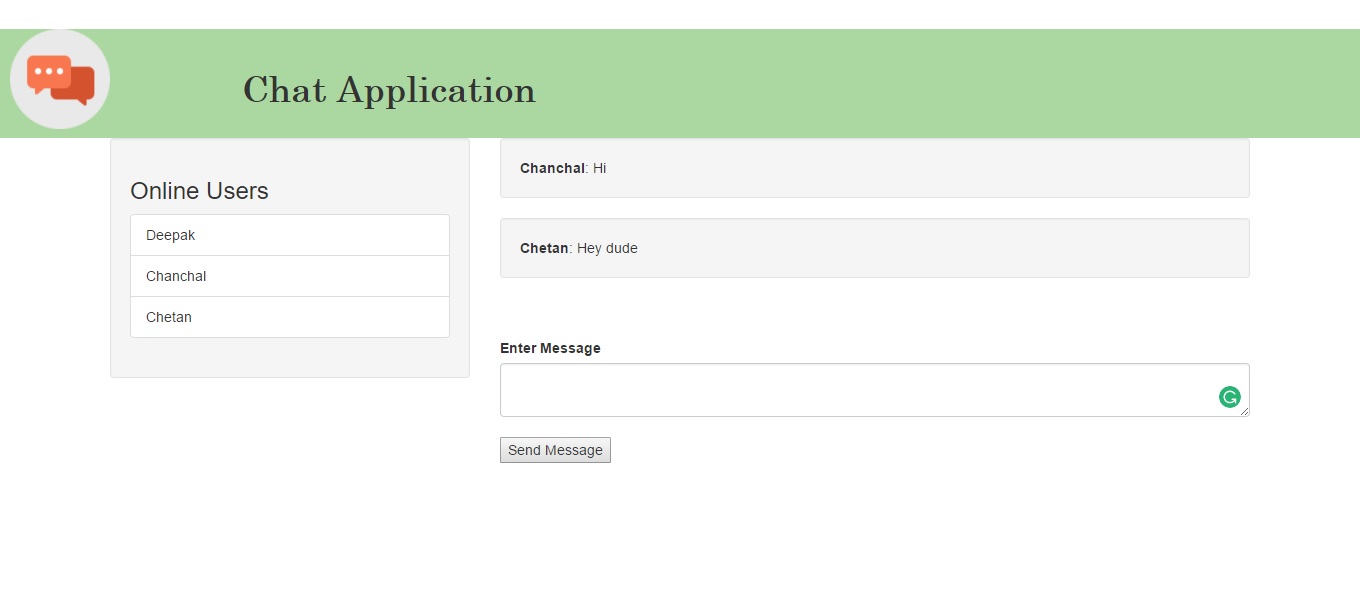 Chat Application
Online Users
Deepak
Chanchal
Chetan
Chanchal: Hi
Chetan: Hey dude
Enter Message
Send Message